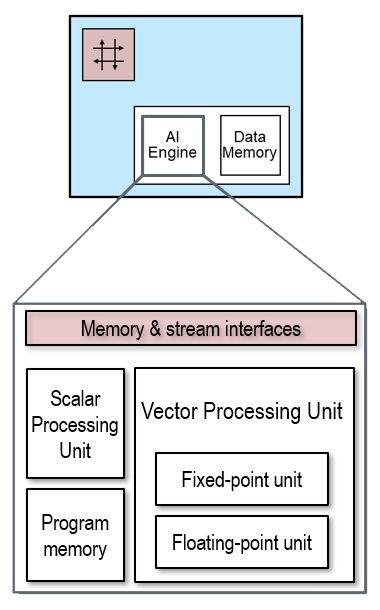 AI
Engine
Data
Memory
Memory & stream interfaces
Scalar
Processing
Unit
Vector Processing Unit
Fixed-point unit
Program
memory
Floating-point unit